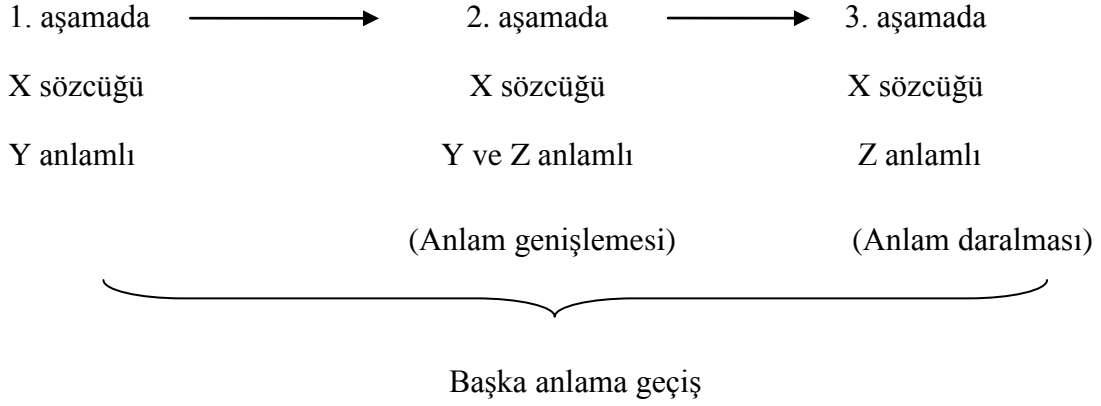 1. aşamada 2. aşamada 3. aşamada
X sözcüğü X sözcüğü X sözcüğü
Y anlamlı Y ve Z anlamlı Z anlamlı
(Anlam genişlemesi) (Anlam daralması)
Başka anlama geçiş